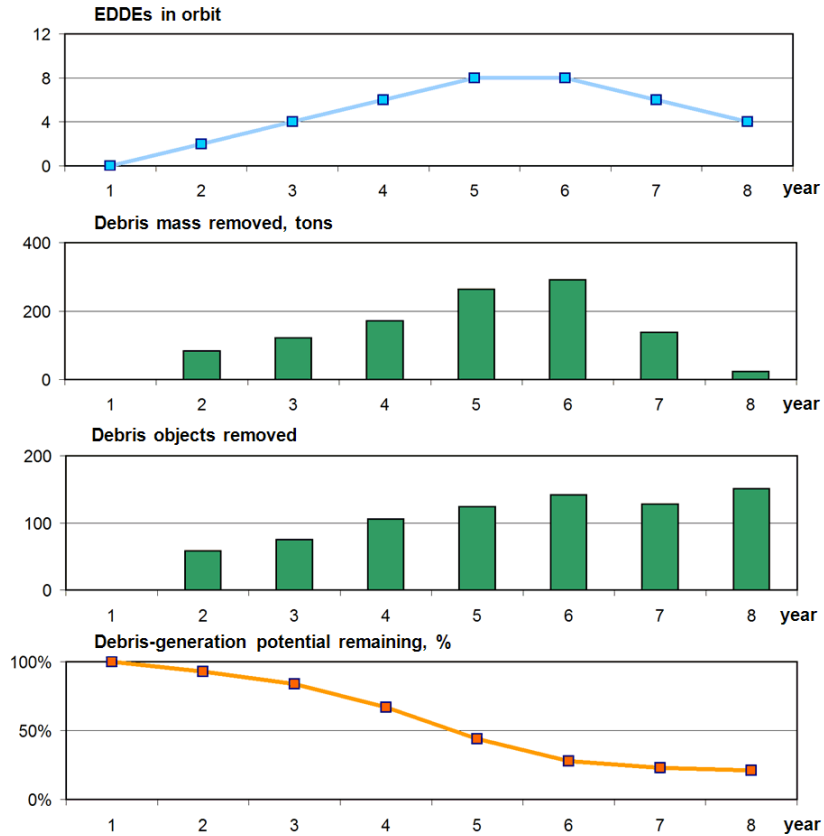 EDDEs in orbit
12
8
4
0
1 2 3 4 5 6 7 8 year
Debris mass removed, tons
400
200
0
1 2 3 4 5 6 7 8 year
Debris objects removed
200
100
0
1 2 3 4 5 6 7 8 year
Debris-generation potential remaining, %
100%
50%
0%
1 2 3 4 5 6 7 8 year